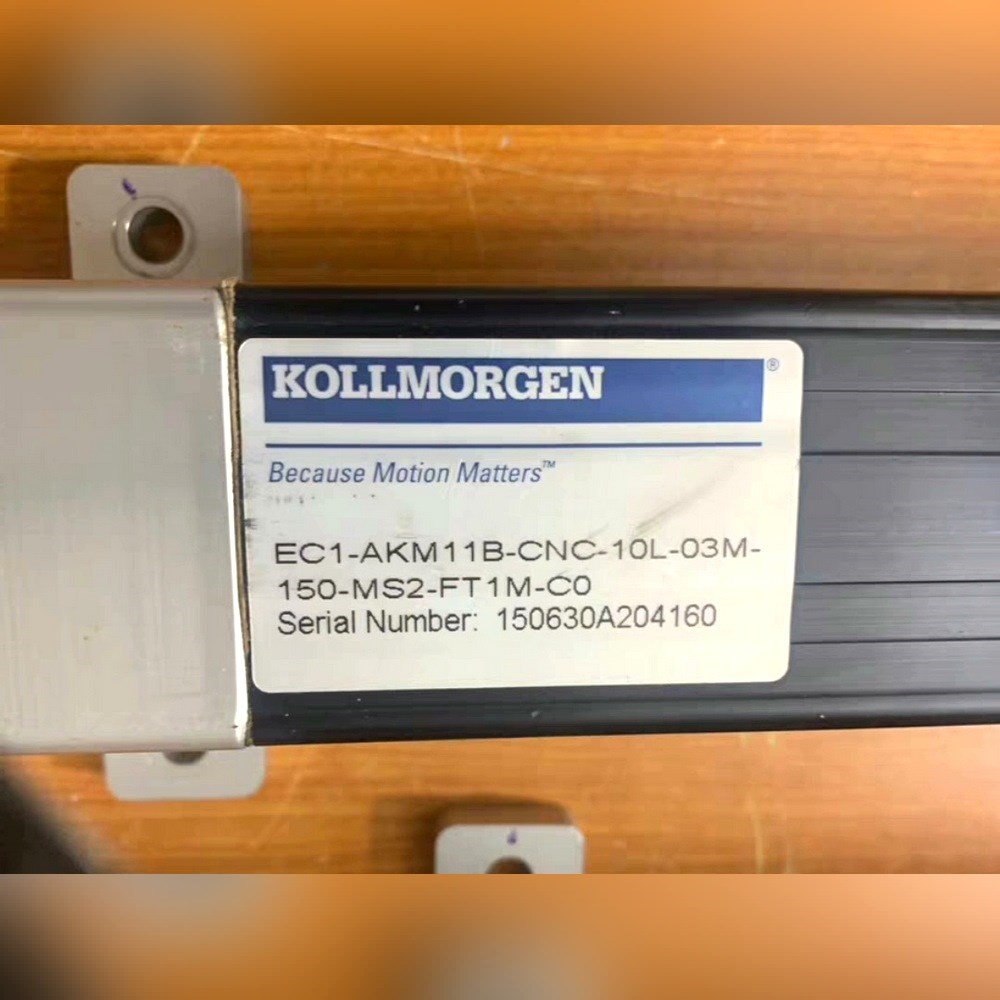 KOLLMORGEN®
Because Motion Matters™
EC1-AKM11B-CNC-10L-03M-
150-MS2-FT1M-C0
Serial Number: 150630A204160